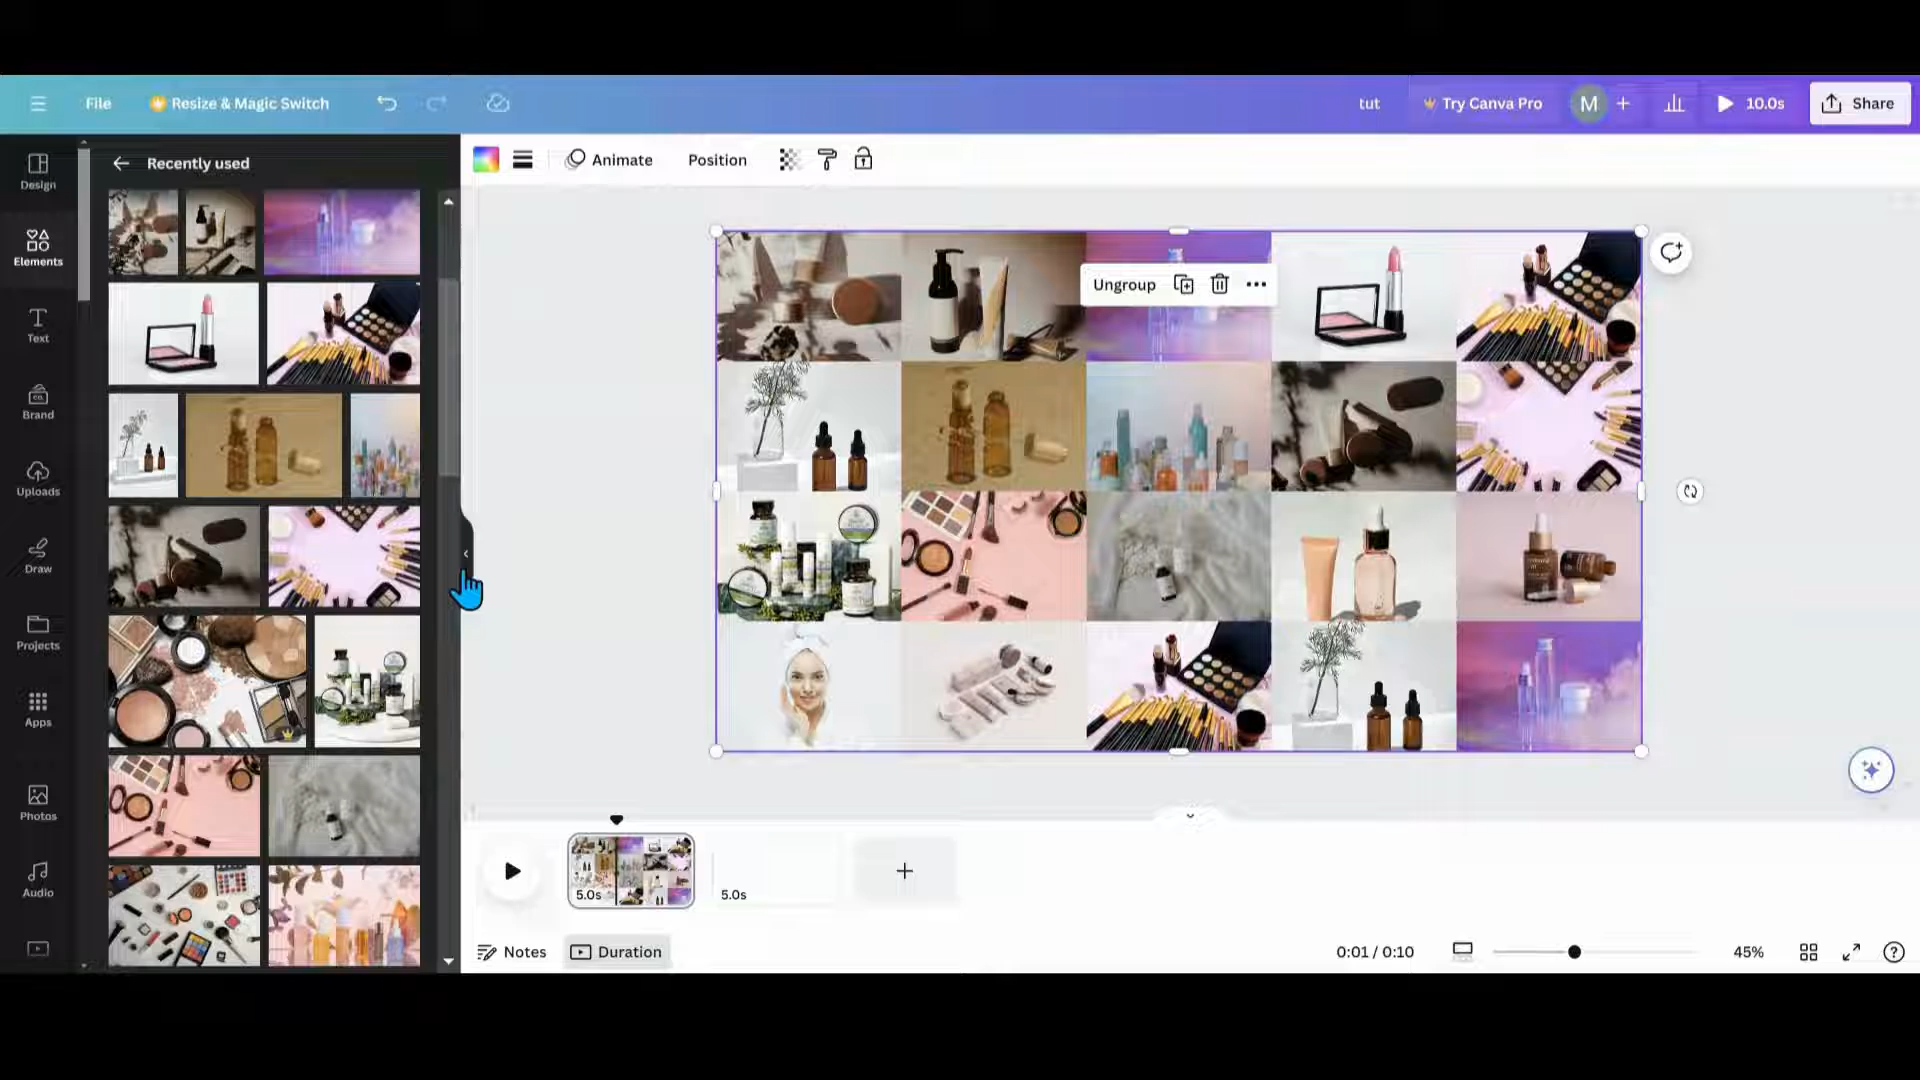 File
Resize & Magic Switch
tut
Try Canva Pro
M
10.0s
Share
Design
Elements
Text
Brand
Uploads
Draw
Projects
Apps
Photos
Audio
Recently used
Animate
Position
Ungroup
5.0s
5.0s
Notes
Duration
0:01 / 0:10
45%